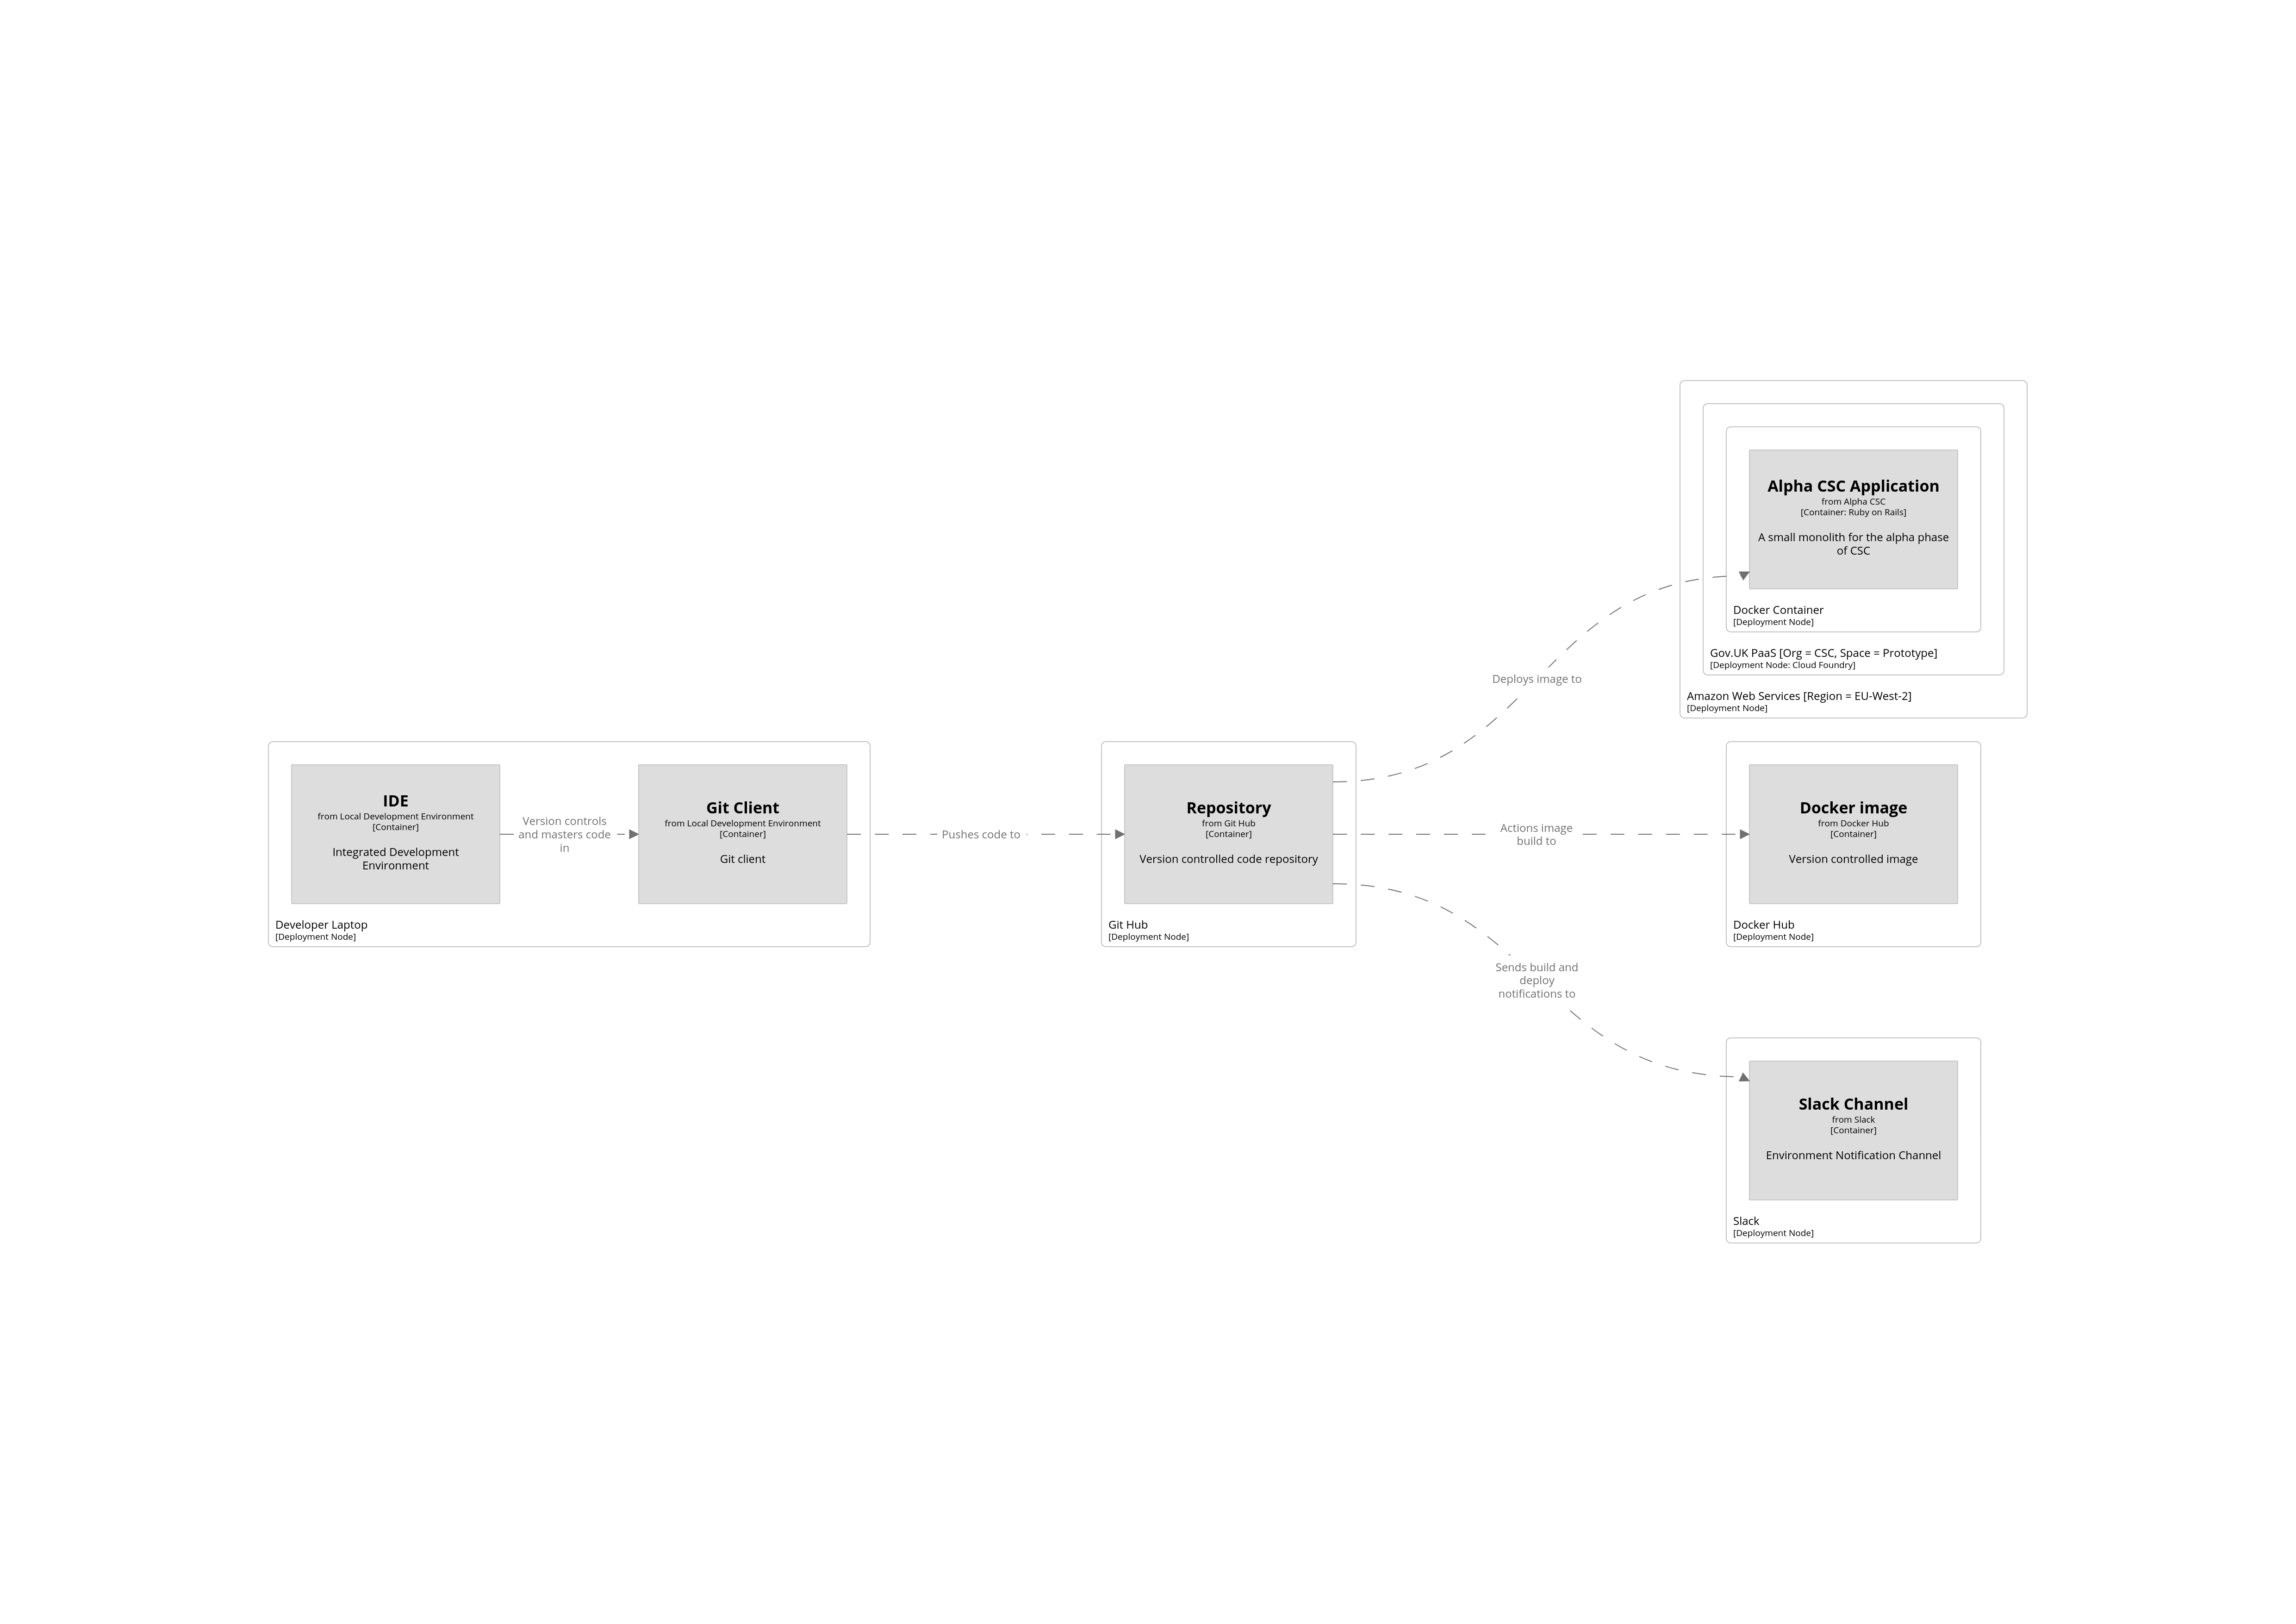 Alpha CSC Application
from Alpha CSC
[Container: Ruby on Rails]
A small monolith for the alpha phase
of CSC
Docker Container
[Deployment Node]
Gov.UK PaaS [Org = CSC, Space = Prototype]
[Deployment Node: Cloud Foundry]
Amazon Web Services [Region = EU-West-2]
[Deployment Node]
Deploys image to
IDE
from Local Development Environment
[Container]
Integrated Development
Environment
Version controls
and masters code
in
Git Client
from Local Development Environment
[Container]
Git client
Developer Laptop
[Deployment Node]
Pushes code to
Repository
from Git Hub
[Container]
Version controlled code repository
Git Hub
[Deployment Node]
Actions image
build to
Docker image
from Docker Hub
[Container]
Version controlled image
Docker Hub
[Deployment Node]
Sends build and
deploy
notifications to
Slack Channel
from Slack
[Container]
Environment Notification Channel
Slack
[Deployment Node]